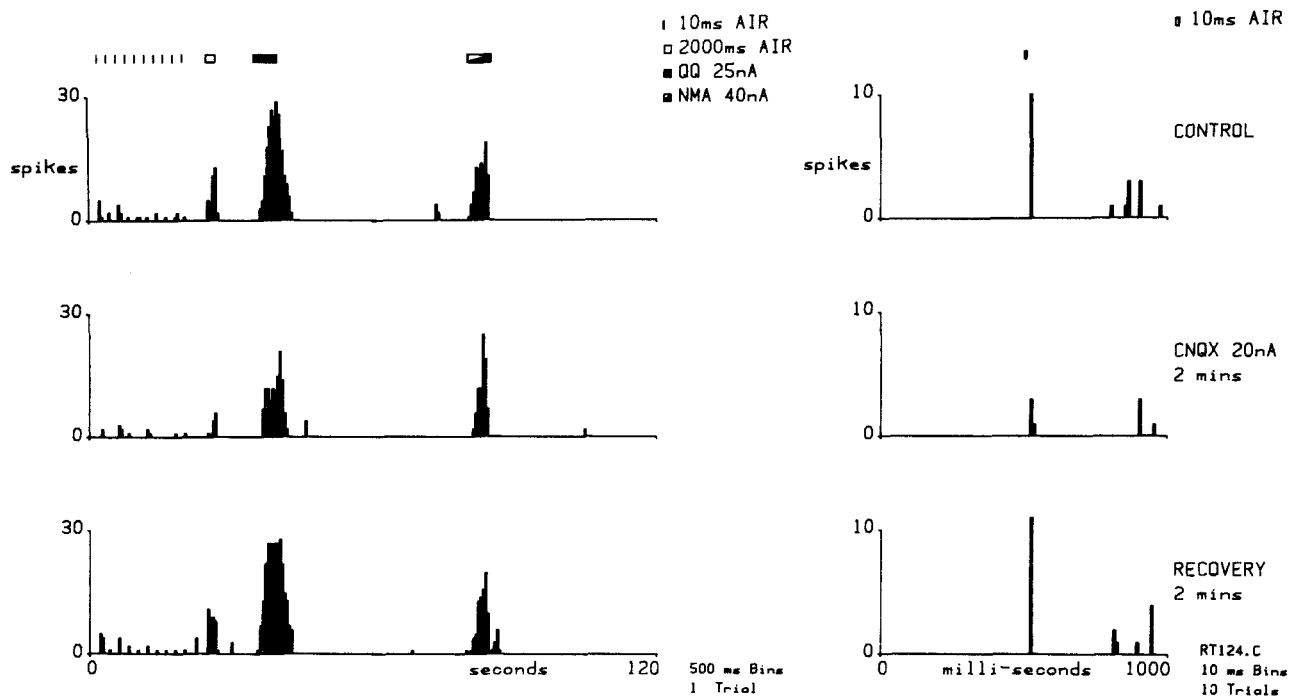 10ms AIR
2000ms AIR
QQ 25nA
NMA 40nA
10ms AIR
30
spikes
0
10
spikes
0
CONTROL
30
0
10
0
CNQX 20nA
2 mins
30
0
0
seconds
120
500 ms Bins
1 Trial
10
0
0
milli-seconds
1000
RECOVERY
2 mins
RT124.C
10 ms Bins
10 Trials